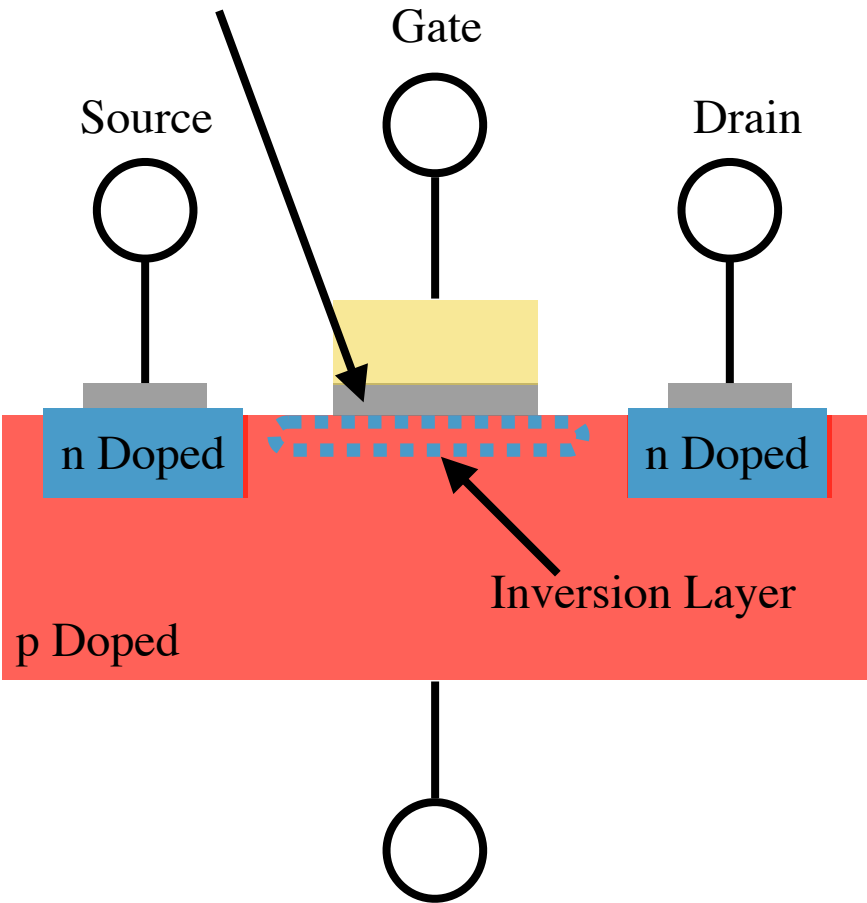 Gate
Source
Drain
n Doped
n Doped
Inversion Layer
p Doped